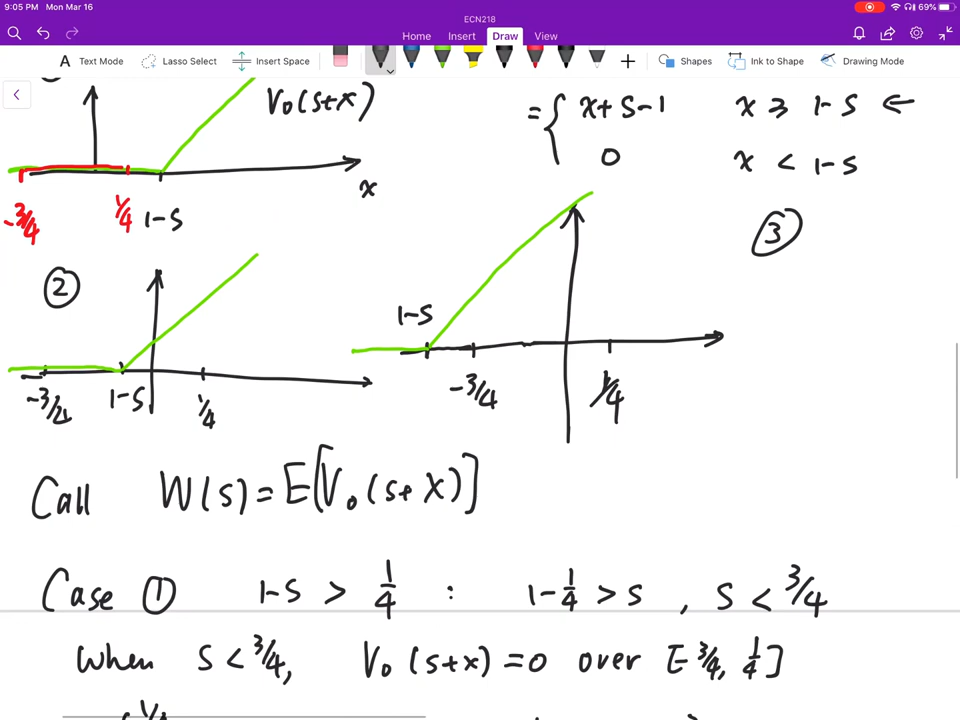 9:05 PM Mon Mar 16
69%
ECN218
Home Insert Draw View
Text Mode Lasso Select Insert Space Shapes Ink to Shape Drawing Mode
V₀(s+x)
= { x+s-1 x ≥ 1-s ←
0 x < 1-s
x
-3/4 1/4 1-s
③
②
1-s
-3/4 1-s 1/4
-3/4 1/4
Call W(s) = E[V₀(s+X)]
Case ① 1-s > 1/4 : 1-1/4 > s , s < 3/4
When s < 3/4, V₀(s+x) = 0 over [-3/4, 1/4]